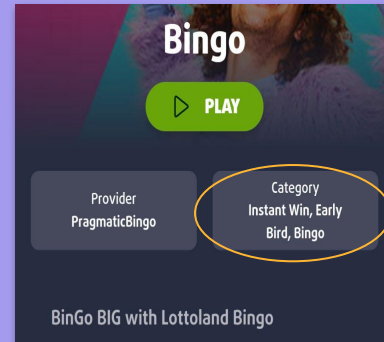 Bingo
PLAY
Provider
PragmaticBingo
Category
Instant Win, Early
Bird, Bingo
BinGo BIG with Lottoland Bingo